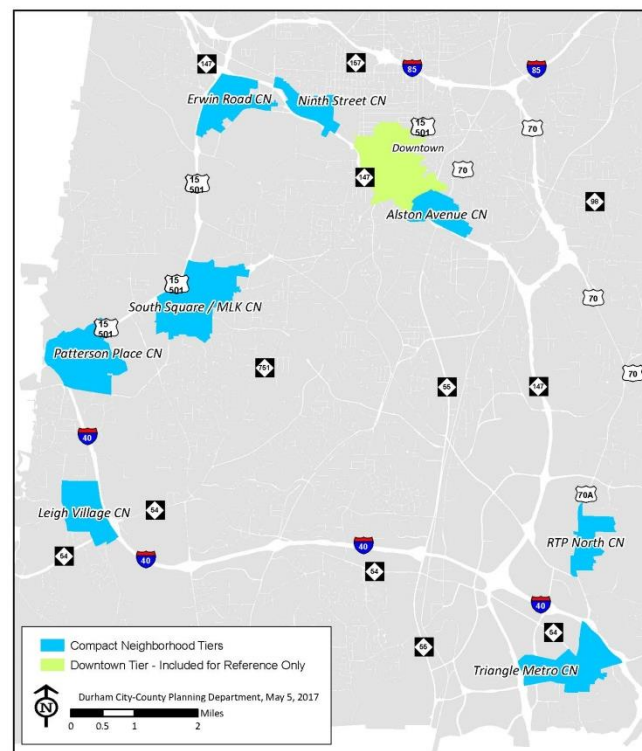 147
157
85
85
Erwin Road CN
Ninth Street CN
15
501
Downtown
70
70
147
15
501
98
Alston Avenue CN
15
501
South Square / MLK CN
70
15
501
Patterson Place CN
751
55
147
70
40
70A
Leigh Village CN
54
RTP North CN
40
54
40
54
40
54
55
Triangle Metro CN
Compact Neighborhood Tiers
Downtown Tier - Included for Reference Only
Durham City-County Planning Department, May 5, 2017
N
0 0.5 1 2
Miles